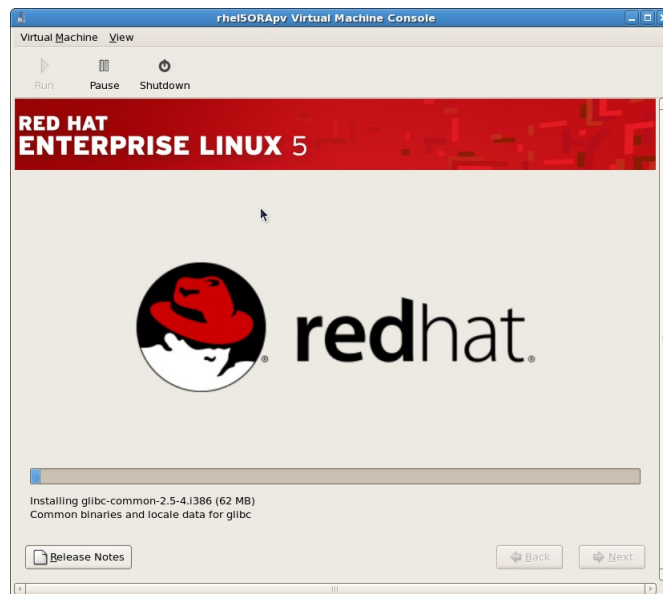 rhel5ORApv Virtual Machine Console
Virtual Machine View
Run Pause Shutdown
RED HAT
ENTERPRISE LINUX 5
redhat.
Installing glibc-common-2.5-4.i386 (62 MB)
Common binaries and locale data for glibc
Release Notes Back Next